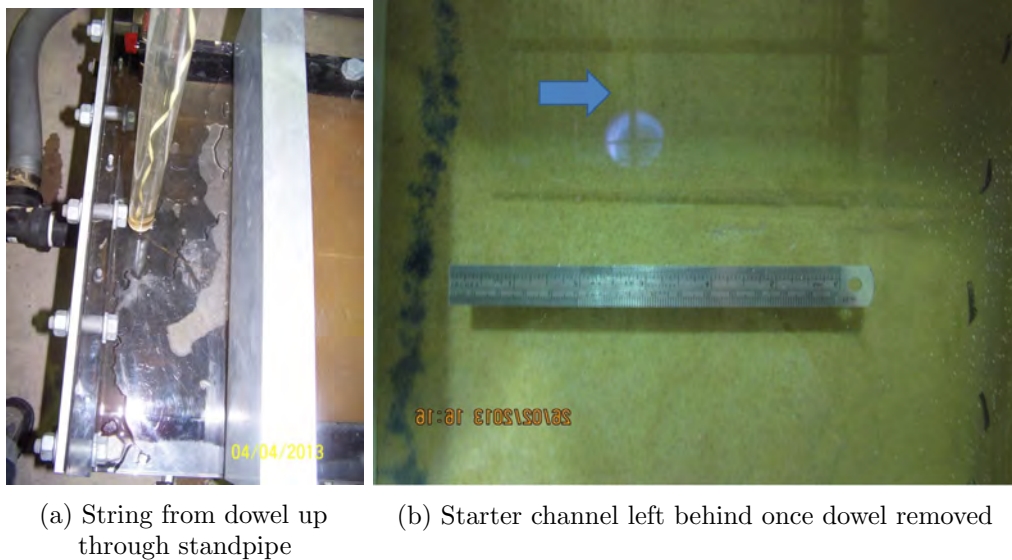 04/04/2013
26/02/2013 16:16
(a) String from dowel up
through standpipe
(b) Starter channel left behind once dowel removed